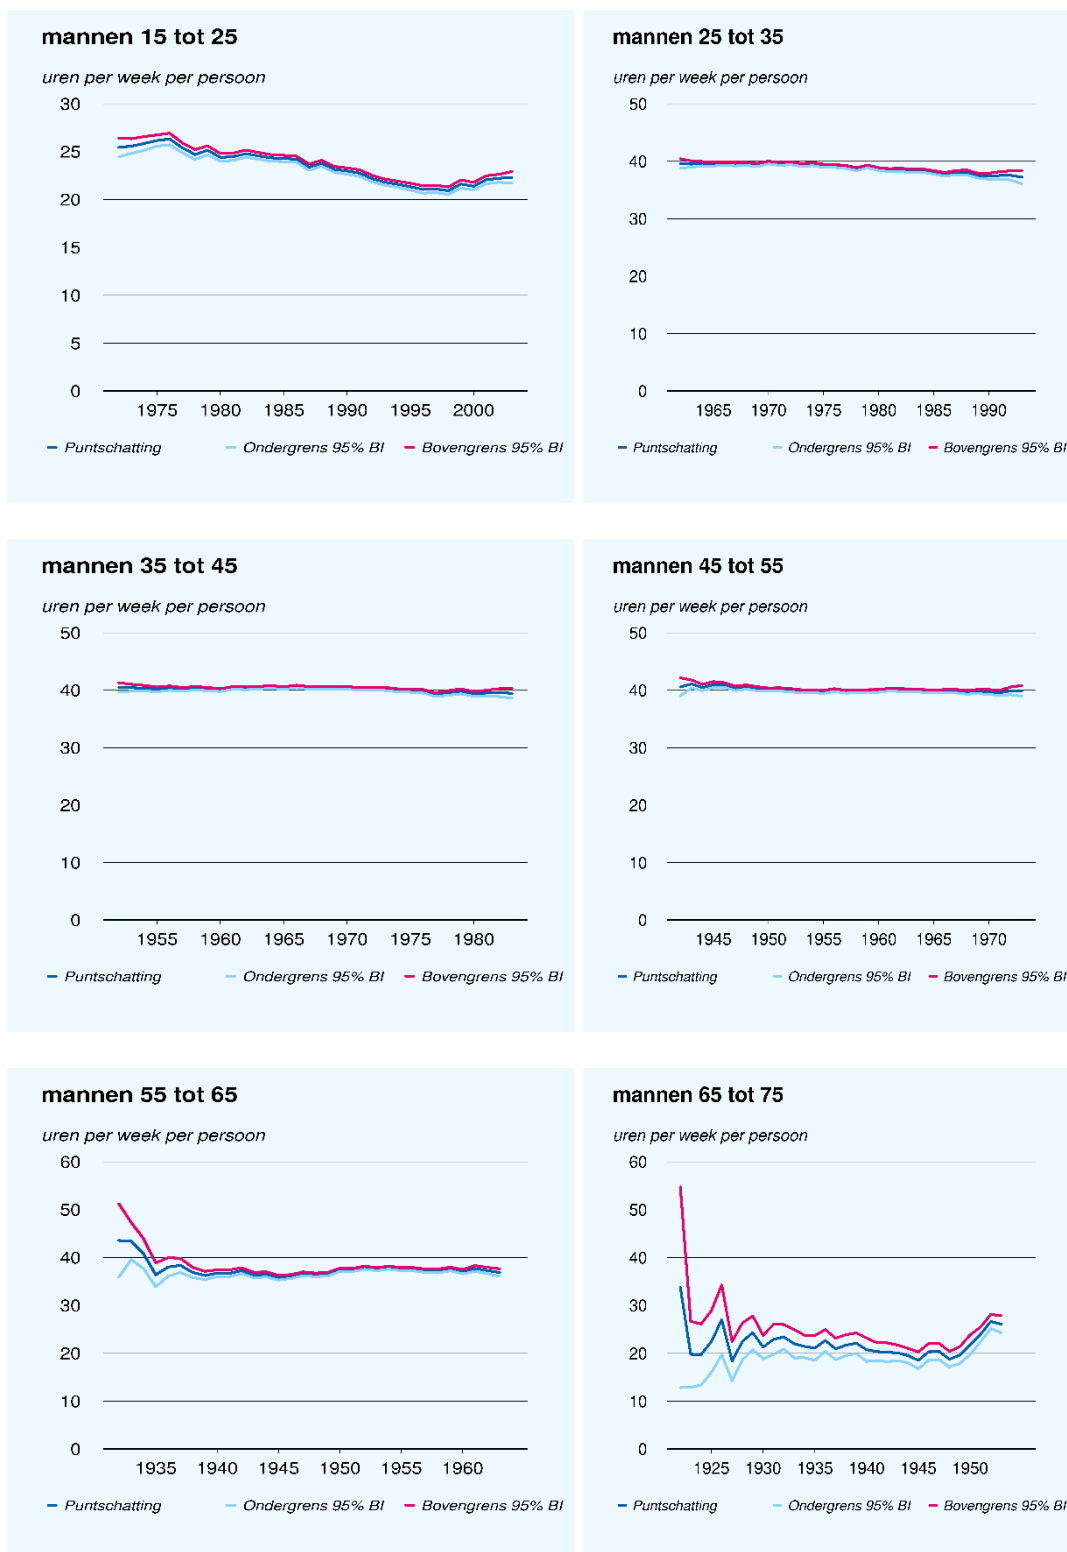 mannen 15 tot 25
uren per week per persoon
30
25
20
15
10
5
0
1975 1980 1985 1990 1995 2000
Puntschatting Ondergrens 95% BI Bovengrens 95% BI
mannen 25 tot 35
uren per week per persoon
50
40
30
20
10
0
1965 1970 1975 1980 1985 1990
Puntschatting Ondergrens 95% BI Bovengrens 95% BI
mannen 35 tot 45
uren per week per persoon
50
40
30
20
10
0
1955 1960 1965 1970 1975 1980
Puntschatting Ondergrens 95% BI Bovengrens 95% BI
mannen 45 tot 55
uren per week per persoon
50
40
30
20
10
0
1945 1950 1955 1960 1965 1970
Puntschatting Ondergrens 95% BI Bovengrens 95% BI
mannen 55 tot 65
uren per week per persoon
60
50
40
30
20
10
0
1935 1940 1945 1950 1955 1960
Puntschatting Ondergrens 95% BI Bovengrens 95% BI
mannen 65 tot 75
uren per week per persoon
60
50
40
30
20
10
0
1925 1930 1935 1940 1945 1950
Puntschatting Ondergrens 95% BI Bovengrens 95% BI